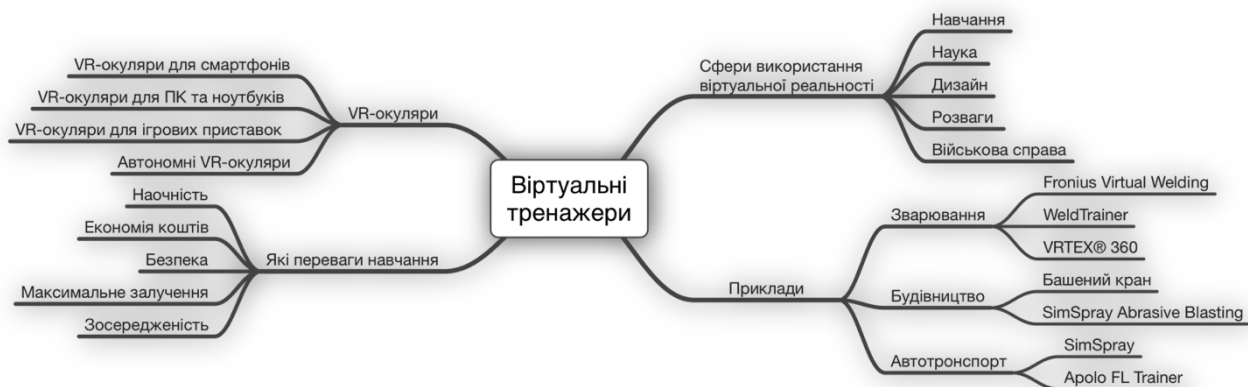 Віртуальні
тренажери
VR-окуляри
VR-окуляри для смартфонів
VR-окуляри для ПК та ноутбуків
VR-окуляри для ігрових приставок
Автономні VR-окуляри
Які переваги навчання
Наочність
Економія коштів
Безпека
Максимальне залучення
Зосередженість
Сфери використання
віртуальної реальності
Навчання
Наука
Дизайн
Розваги
Військова справа
Приклади
Зварювання
Fronius Virtual Welding
WeldTrainer
VRTEX® 360
Будівництво
Башений кран
SimSpray Abrasive Blasting
Автотронспорт
SimSpray
Apolo FL Trainer